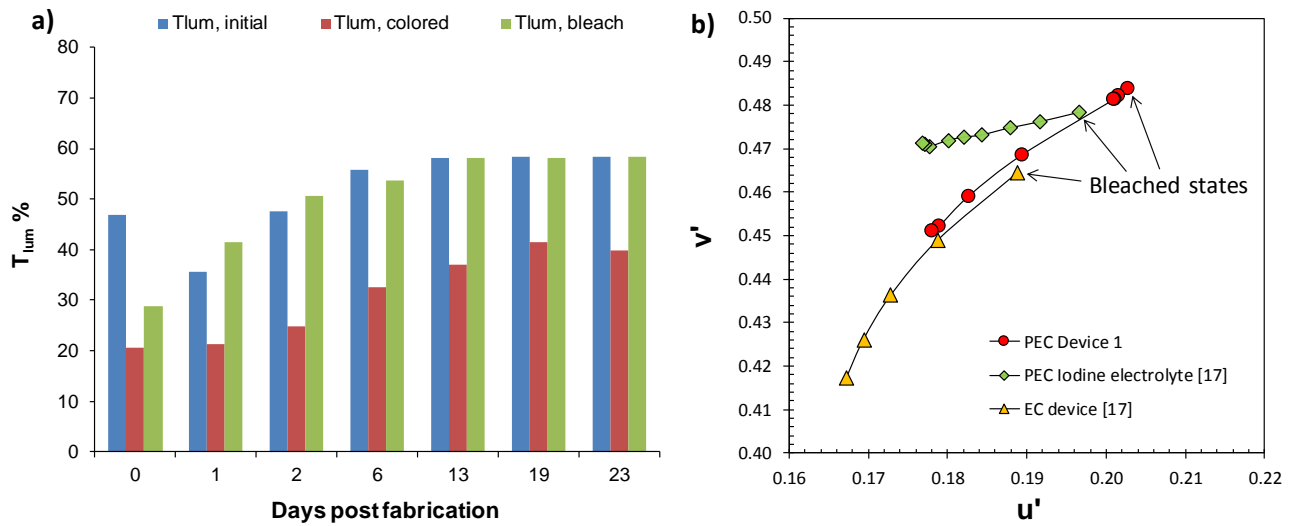 a)
Tlum, initial
Tlum, colored
Tlum, bleach
80
70
60
50
40
30
20
10
0
Tlum %
0 1 2 6 13 19 23
Days post fabrication
b)
0.50
0.49
0.48
0.47
0.46
0.45
0.44
0.43
0.42
0.41
0.40
v'
Bleached states
PEC Device 1
PEC Iodine electrolyte [17]
EC device [17]
0.16 0.17 0.18 0.19 0.20 0.21 0.22
u'